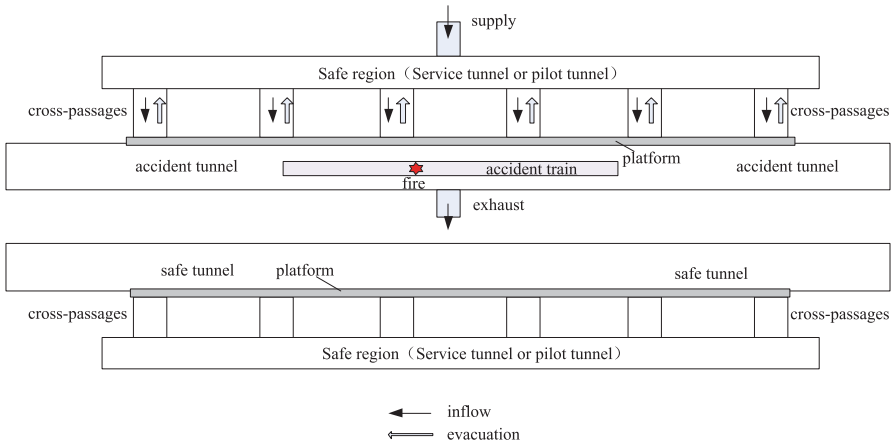 supply
Safe region（Service tunnel or pilot tunnel）
cross-passages
cross-passages
platform
accident tunnel
accident train
accident tunnel
fire
exhaust
safe tunnel
platform
safe tunnel
cross-passages
cross-passages
Safe region（Service tunnel or pilot tunnel）
inflow
evacuation